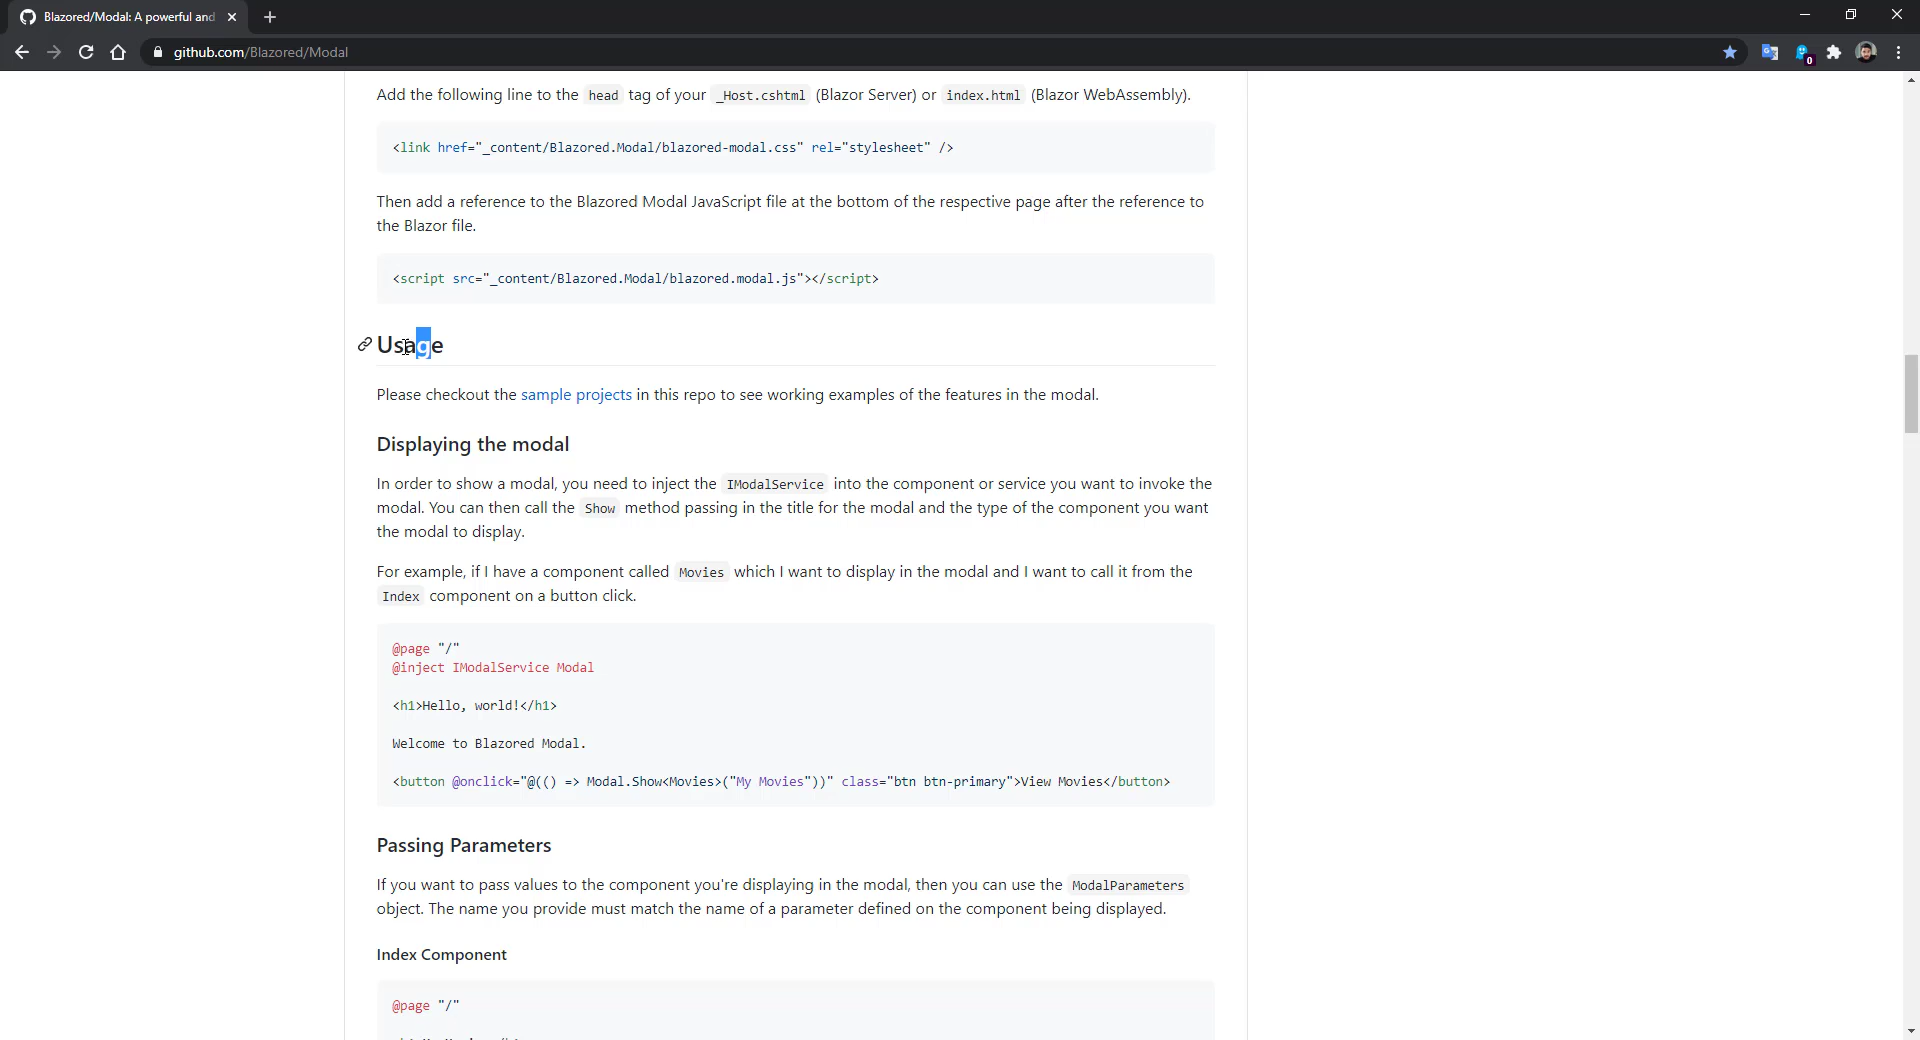 Blazored/Modal: A powerful and
github.com/Blazored/Modal
0
Add the following line to the head tag of your _Host.cshtml (Blazor Server) or index.html (Blazor WebAssembly).
<link href="_content/Blazored.Modal/blazored-modal.css" rel="stylesheet" />
Then add a reference to the Blazored Modal JavaScript file at the bottom of the respective page after the reference to
the Blazor file.
<script src="_content/Blazored.Modal/blazored.modal.js"></script>
Usage
Please checkout the sample projects in this repo to see working examples of the features in the modal.
Displaying the modal
In order to show a modal, you need to inject the IModalService into the component or service you want to invoke the
modal. You can then call the Show method passing in the title for the modal and the type of the component you want
the modal to display.
For example, if I have a component called Movies which I want to display in the modal and I want to call it from the
Index component on a button click.
@page "/"
@inject IModalService Modal
<h1>Hello, world!</h1>
Welcome to Blazored Modal.
<button @onclick="@(() => Modal.Show<Movies>("My Movies"))" class="btn btn-primary">View Movies</button>
Passing Parameters
If you want to pass values to the component you're displaying in the modal, then you can use the ModalParameters
object. The name you provide must match the name of a parameter defined on the component being displayed.
Index Component
@page "/"